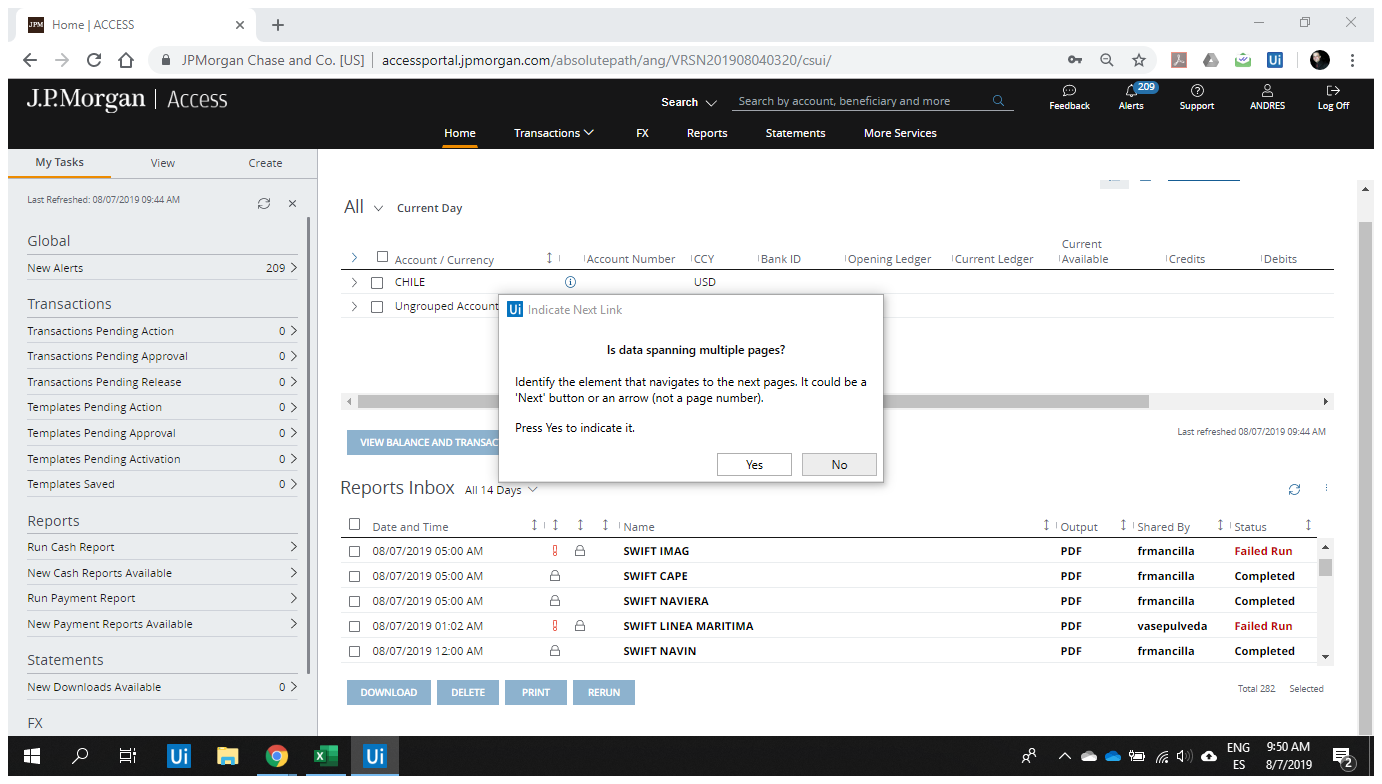 JPM Home | ACCESS
JPMorgan Chase and Co. [US] | accessportal.jpmorgan.com/absolutepath/ang/VRSN201908040320/csui/
Ui
J.P.Morgan | Access
Search
Search by account, beneficiary and more
Feedback
209
Alerts
Support
ANDRES
Log Off
Home Transactions FX Reports Statements More Services
My Tasks View Create
Last Refreshed: 08/07/2019 09:44 AM
Global
New Alerts 209
Transactions
Transactions Pending Action 0
Transactions Pending Approval 0
Transactions Pending Release 0
Templates Pending Action 0
Templates Pending Approval 0
Templates Pending Activation 0
Templates Saved 0
Reports
Run Cash Report
New Cash Reports Available
Run Payment Report
New Payment Reports Available
Statements
New Downloads Available 0
FX
All Current Day
Account / Currency Account Number CCY Bank ID Opening Ledger Current Ledger Current Available Credits Debits
CHILE USD
Ungrouped Account
Ui Indicate Next Link
Is data spanning multiple pages?
Identify the element that navigates to the next pages. It could be a
'Next' button or an arrow (not a page number).
Press Yes to indicate it.
Yes No
VIEW BALANCE AND TRANSAC
Last refreshed 08/07/2019 09:44 AM
Reports Inbox All 14 Days
Date and Time Name Output Shared By Status
08/07/2019 05:00 AM SWIFT IMAG PDF frmancilla Failed Run
08/07/2019 05:00 AM SWIFT CAPE PDF frmancilla Completed
08/07/2019 05:00 AM SWIFT NAVIERA PDF frmancilla Completed
08/07/2019 01:02 AM SWIFT LINEA MARITIMA PDF vasepulveda Failed Run
08/07/2019 12:00 AM SWIFT NAVIN PDF frmancilla Completed
DOWNLOAD DELETE PRINT RERUN
Total 282 Selected
Ui Ui
ENG
ES
9:50 AM
8/7/2019
2